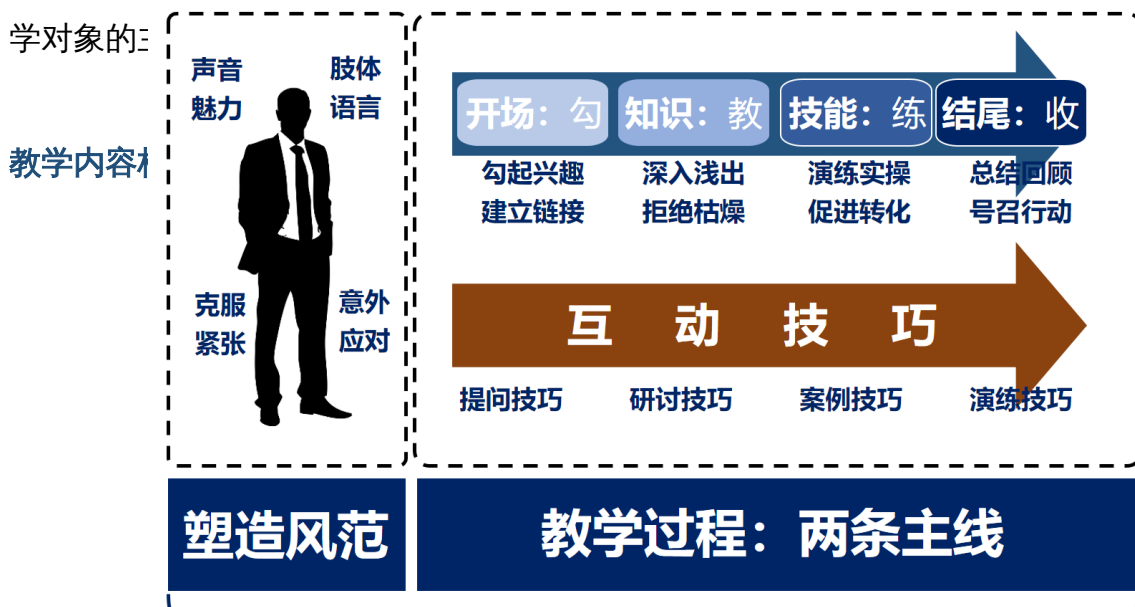 学对象的
教学内容
声音
魅力
肢体
语言
克服
紧张
意外
应对
塑造风范
开场：勾
知识：教
技能：练
结尾：收
勾起兴趣
建立链接
深入浅出
拒绝枯燥
演练实操
促进转化
总结回顾
号召行动
互动技巧
提问技巧
研讨技巧
案例技巧
演练技巧
教学过程：两条主线